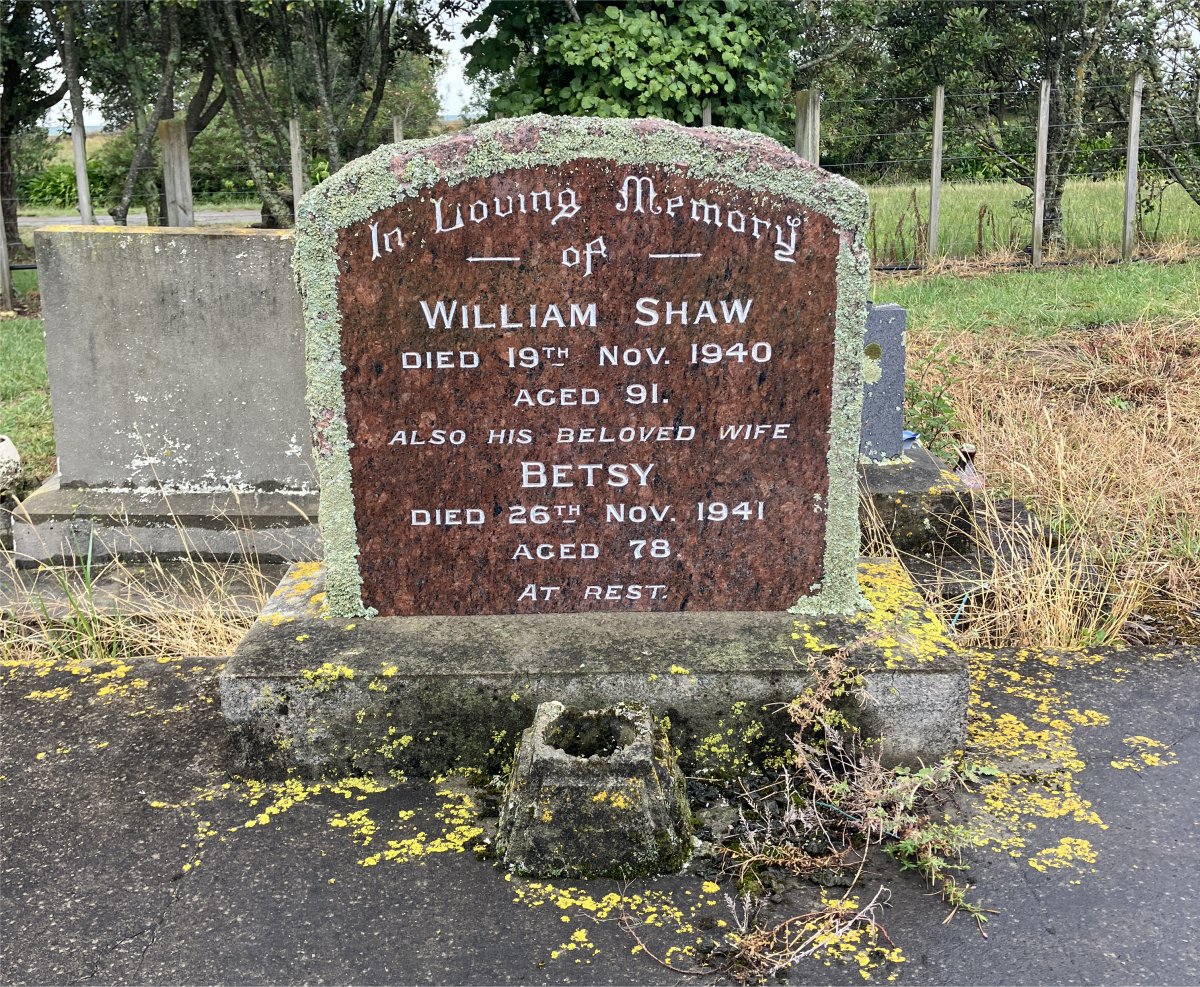 In Loving Memory
— of —
WILLIAM SHAW
DIED 19TH NOV. 1940
AGED 91.
ALSO HIS BELOVED WIFE
BETSY
DIED 26TH NOV. 1941
AGED 78.
AT REST.